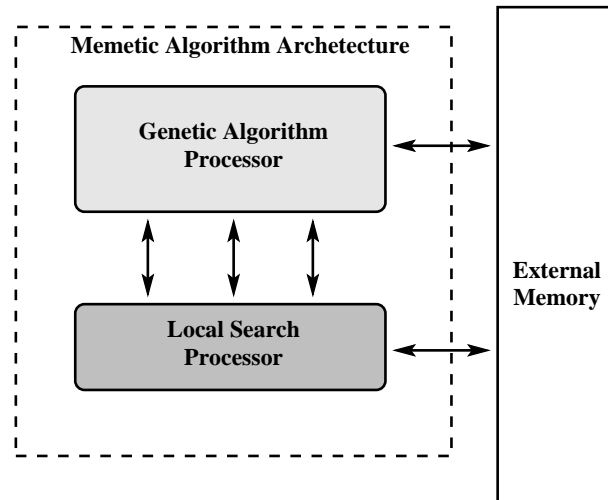 Memetic Algorithm Archetecture
Genetic Algorithm
Processor
Local Search
Processor
External
Memory